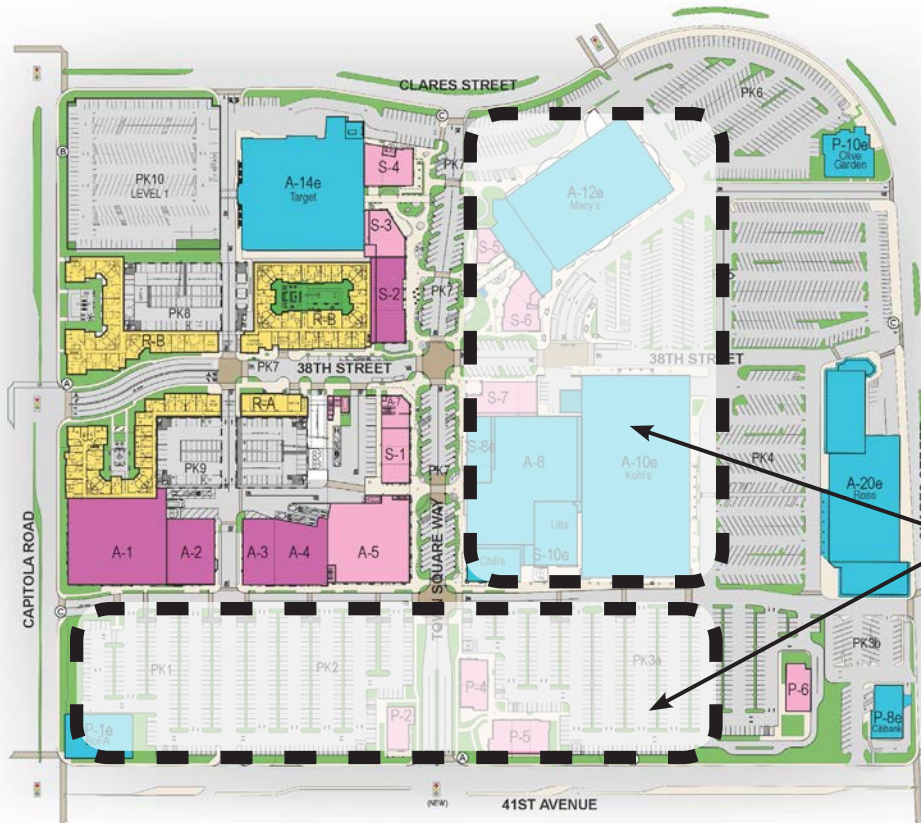 CLARES STREET
PK6
P-10e
Olive
Garden
PK10
LEVEL 1
A-14e
Target
S-4
PK7
A-12e
Macy's
S-3
S-5
S-2
PK7
S-6
PK8
R-B
R-B
PK7
38TH STREET
38TH STREET
R-A
A-7
S-7
PK9
S-1
S-8e
A-8
A-10e
Kohl's
PK4
A-20e
Ross
PK7
Ulta
S-10e
Chili's
A-1
A-2
A-3
A-4
A-5
CAPITOLA ROAD
TOWN SQUARE WAY
PK1
PK2
PK3a
PK3b
P-1e
BofA
P-2
P-4
P-5
P-6
P-8e
Citibank
(NEW)
41ST AVENUE
A
A
B
C
C
C